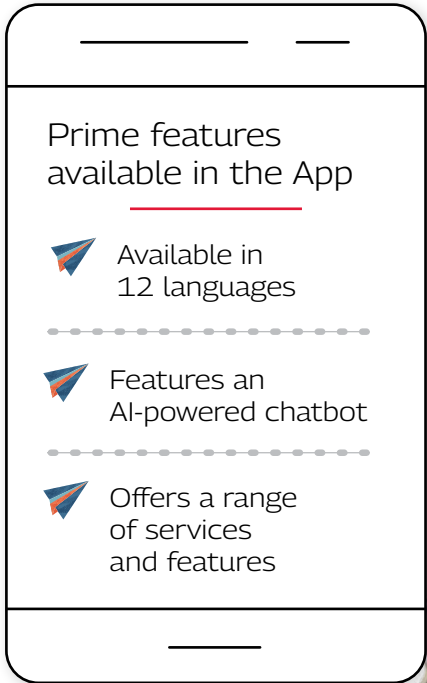 Prime features
available in the App
Available in
12 languages
Features an
AI-powered chatbot
Offers a range
of services
and features